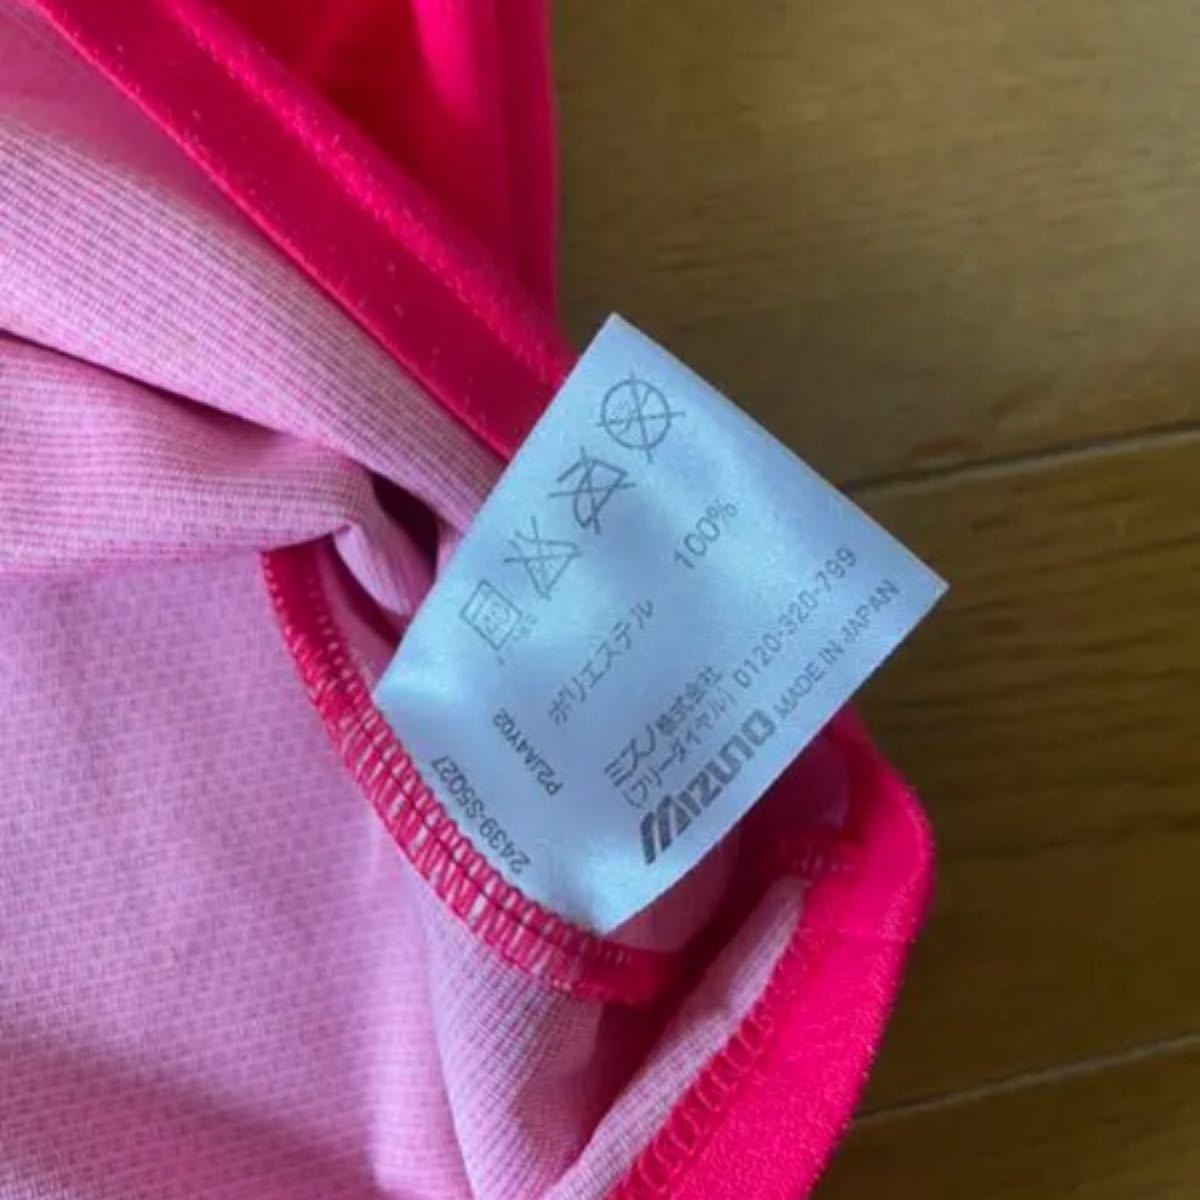 ポリエステル 100%
ミズノ株式会社
(フリーダイヤル) 0120-320-799
MIZUNO MADE IN JAPAN
P2JA4Y02
2439-S5027